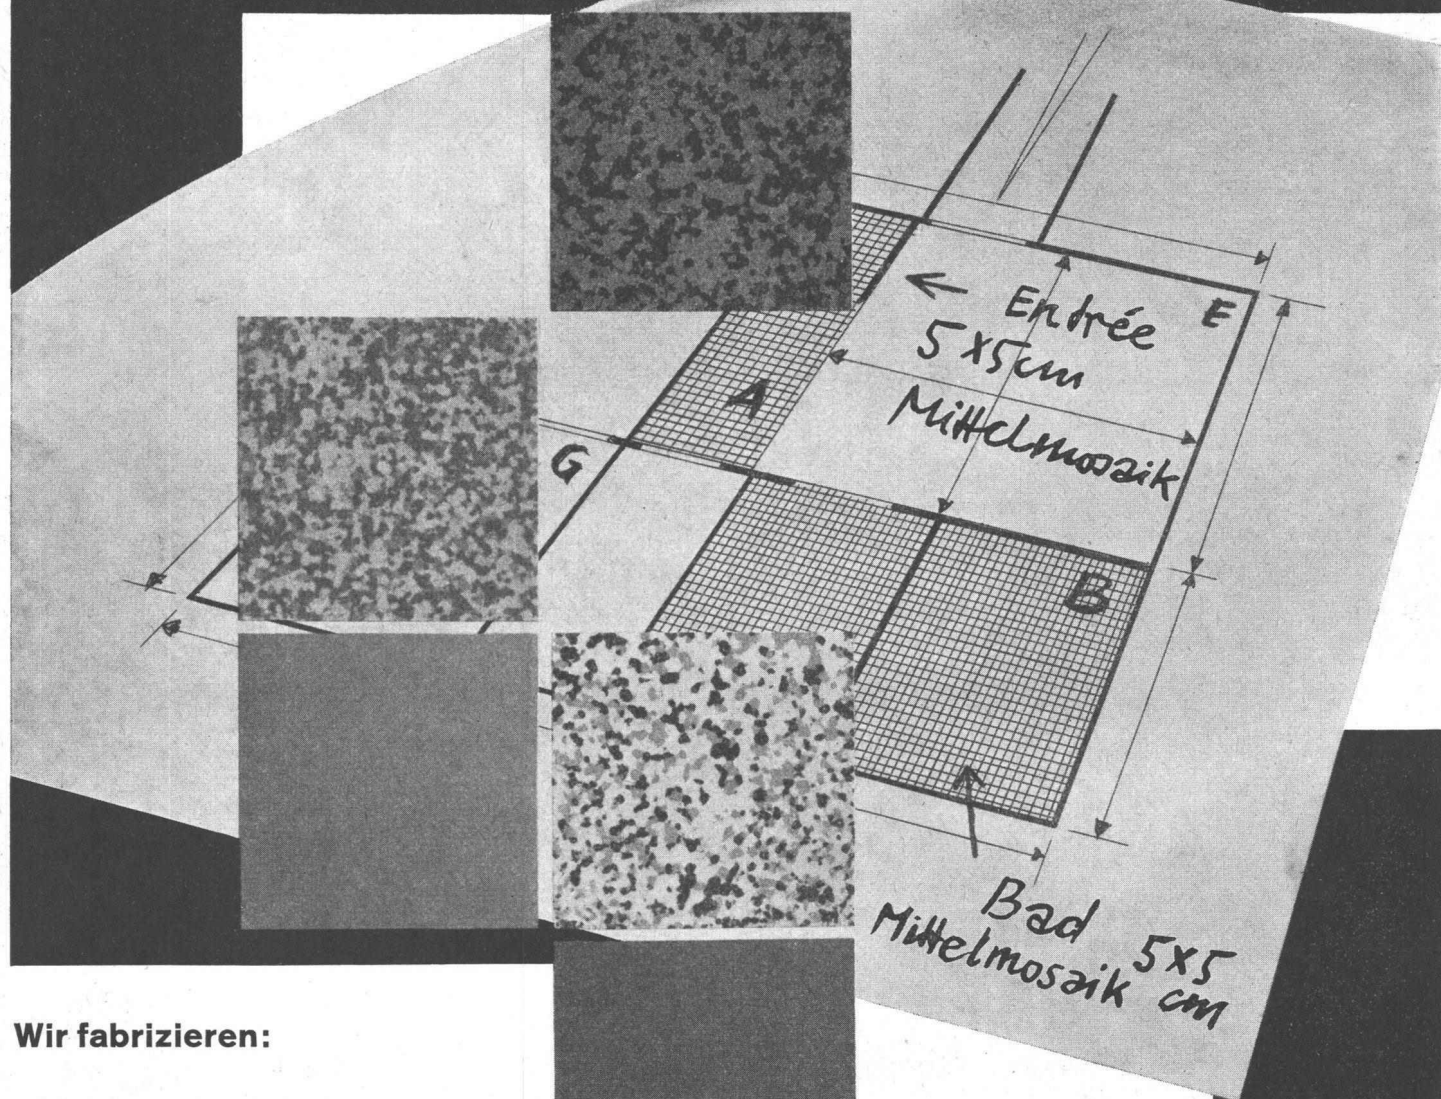 E
Entrée
5x5cm
Mittelmosaik
A
G
B
Bad 5x5
Mittelmosaik cm
Wir fabrizieren: